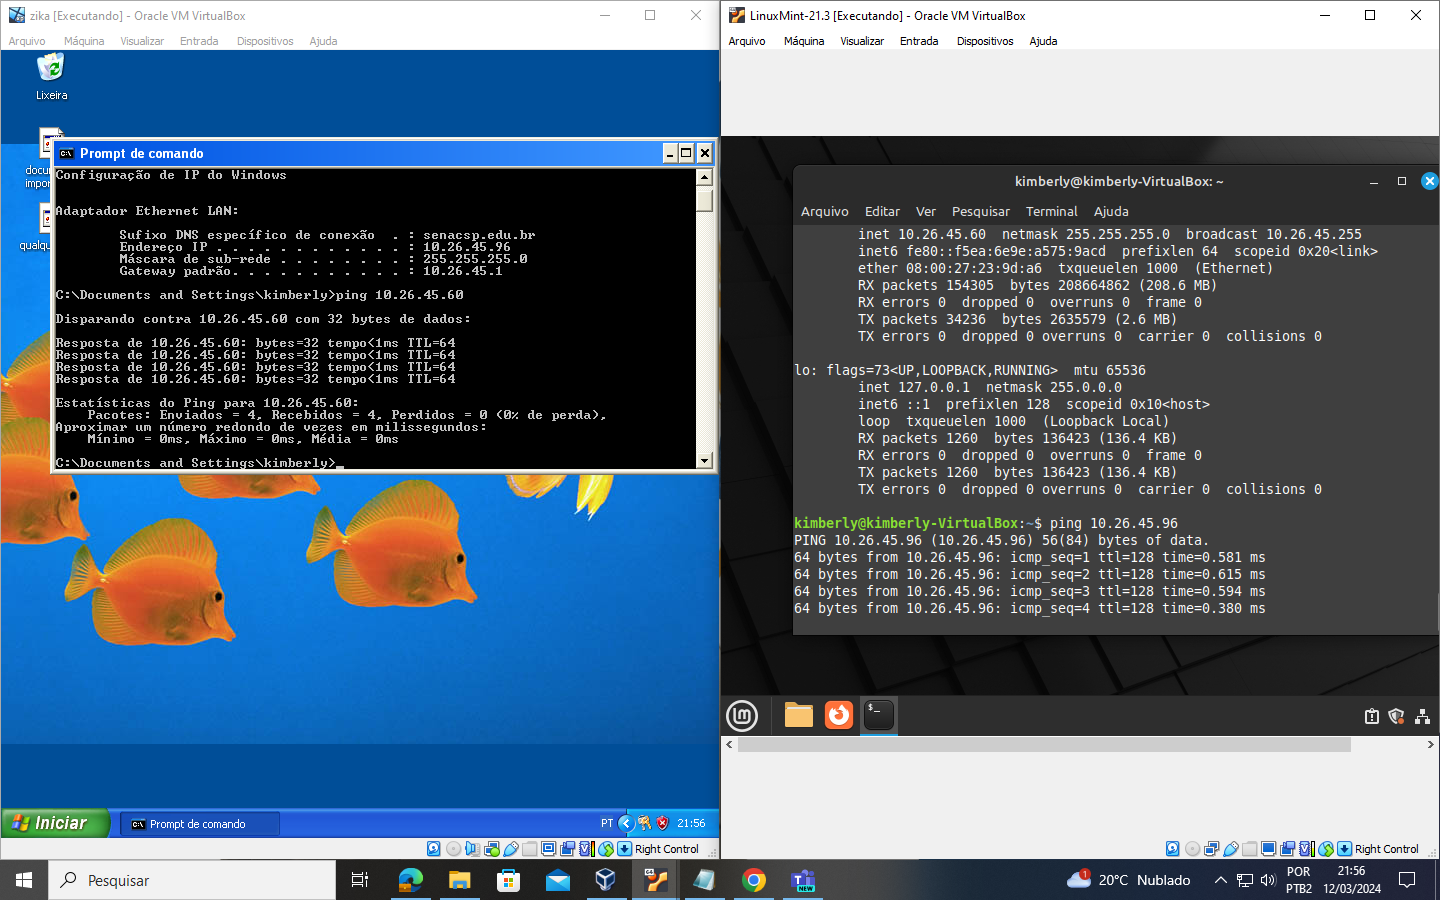 zika [Executando] - Oracle VM VirtualBox
Arquivo Máquina Visualizar Entrada Dispositivos Ajuda
Lixeira
docu
impor
qualqu
Prompt de comando
Configuração de IP do Windows
Adaptador Ethernet LAN:
Sufixo DNS específico de conexão . : senacsp.edu.br
Endereço IP . . . . . . . . . . . . : 10.26.45.96
Máscara de sub-rede . . . . . . . . : 255.255.255.0
Gateway padrão. . . . . . . . . . . : 10.26.45.1
C:\Documents and Settings\kimberly>ping 10.26.45.60
Disparando contra 10.26.45.60 com 32 bytes de dados:
Resposta de 10.26.45.60: bytes=32 tempo<1ms TTL=64
Resposta de 10.26.45.60: bytes=32 tempo<1ms TTL=64
Resposta de 10.26.45.60: bytes=32 tempo<1ms TTL=64
Resposta de 10.26.45.60: bytes=32 tempo<1ms TTL=64
Estatísticas do Ping para 10.26.45.60:
Pacotes: Enviados = 4, Recebidos = 4, Perdidos = 0 (0% de perda),
Aproximar um número redondo de vezes em milissegundos:
Mínimo = 0ms, Máximo = 0ms, Média = 0ms
C:\Documents and Settings\kimberly>_
Iniciar
Prompt de comando
PT
21:56
Right Control
LinuxMint-21.3 [Executando] - Oracle VM VirtualBox
Arquivo Máquina Visualizar Entrada Dispositivos Ajuda
kimberly@kimberly-VirtualBox: ~
Arquivo Editar Ver Pesquisar Terminal Ajuda
inet 10.26.45.60 netmask 255.255.255.0 broadcast 10.26.45.255
inet6 fe80::f5ea:6e9e:a575:9acd prefixlen 64 scopeid 0x20<link>
ether 08:00:27:23:9d:a6 txqueuelen 1000 (Ethernet)
RX packets 154305 bytes 208664862 (208.6 MB)
RX errors 0 dropped 0 overruns 0 frame 0
TX packets 34236 bytes 2635579 (2.6 MB)
TX errors 0 dropped 0 overruns 0 carrier 0 collisions 0
lo: flags=73<UP,LOOPBACK,RUNNING> mtu 65536
inet 127.0.0.1 netmask 255.0.0.0
inet6 ::1 prefixlen 128 scopeid 0x10<host>
loop txqueuelen 1000 (Loopback Local)
RX packets 1260 bytes 136423 (136.4 KB)
RX errors 0 dropped 0 overruns 0 frame 0
TX packets 1260 bytes 136423 (136.4 KB)
TX errors 0 dropped 0 overruns 0 carrier 0 collisions 0
kimberly@kimberly-VirtualBox:~$ ping 10.26.45.96
PING 10.26.45.96 (10.26.45.96) 56(84) bytes of data.
64 bytes from 10.26.45.96: icmp_seq=1 ttl=128 time=0.581 ms
64 bytes from 10.26.45.96: icmp_seq=2 ttl=128 time=0.615 ms
64 bytes from 10.26.45.96: icmp_seq=3 ttl=128 time=0.594 ms
64 bytes from 10.26.45.96: icmp_seq=4 ttl=128 time=0.380 ms
Right Control
Pesquisar
NEW
1
20°C Nublado
POR
PTB2
21:56
12/03/2024